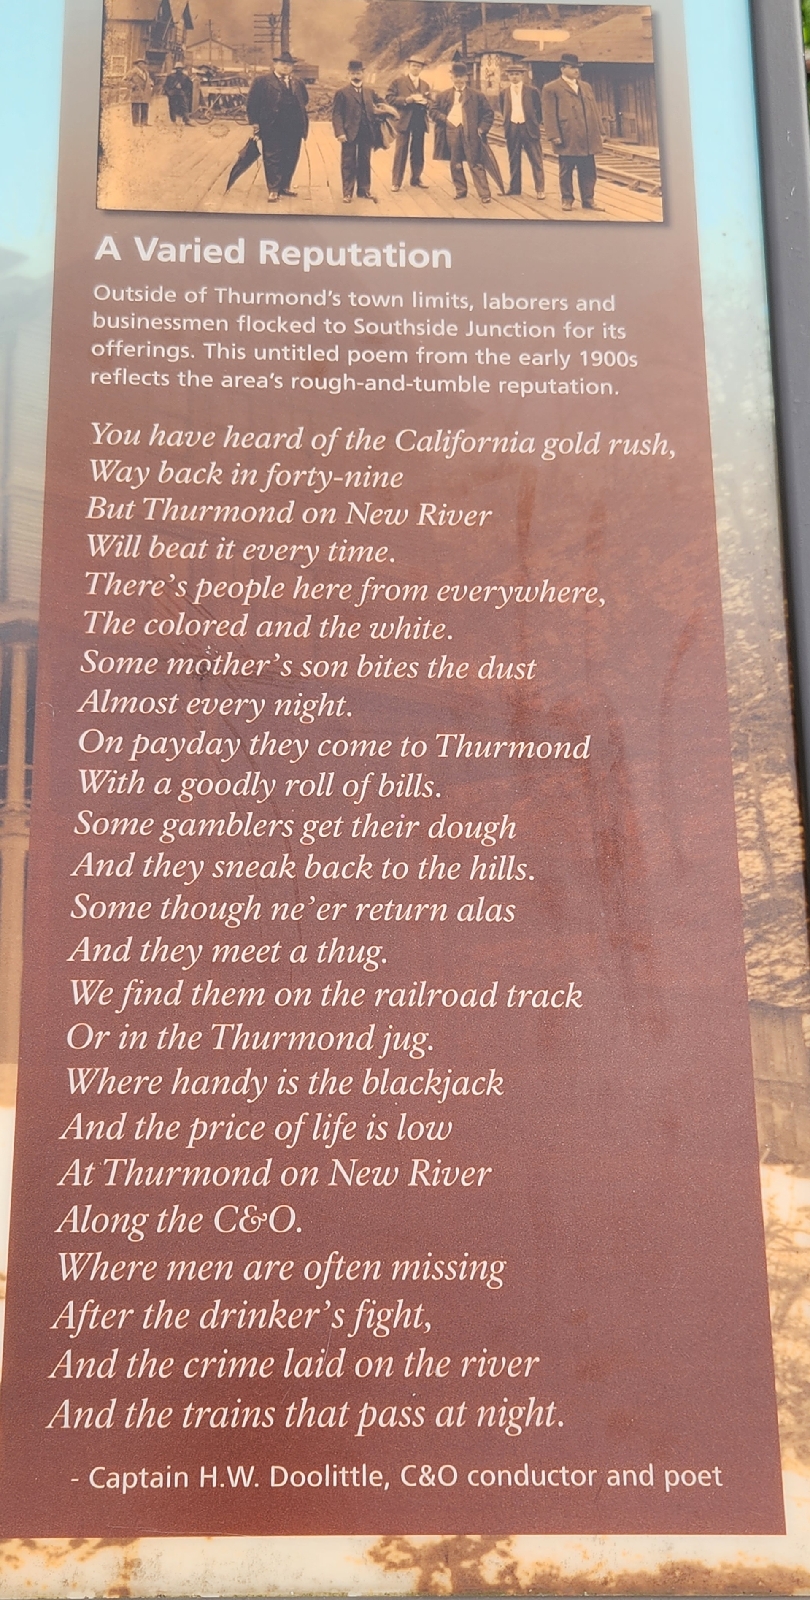 A Varied Reputation
Outside of Thurmond's town limits, laborers and
businessmen flocked to Southside Junction for its
offerings. This untitled poem from the early 1900s
reflects the area's rough-and-tumble reputation.
You have heard of the California gold rush,
Way back in forty-nine
But Thurmond on New River
Will beat it every time.
There's people here from everywhere,
The colored and the white.
Some mother's son bites the dust
Almost every night.
On payday they come to Thurmond
With a goodly roll of bills.
Some gamblers get their dough
And they sneak back to the hills.
Some though ne'er return alas
And they meet a thug.
We find them on the railroad track
Or in the Thurmond jug.
Where handy is the blackjack
And the price of life is low
At Thurmond on New River
Along the C&O.
Where men are often missing
After the drinker's fight,
And the crime laid on the river
And the trains that pass at night.
- Captain H.W. Doolittle, C&O conductor and poet